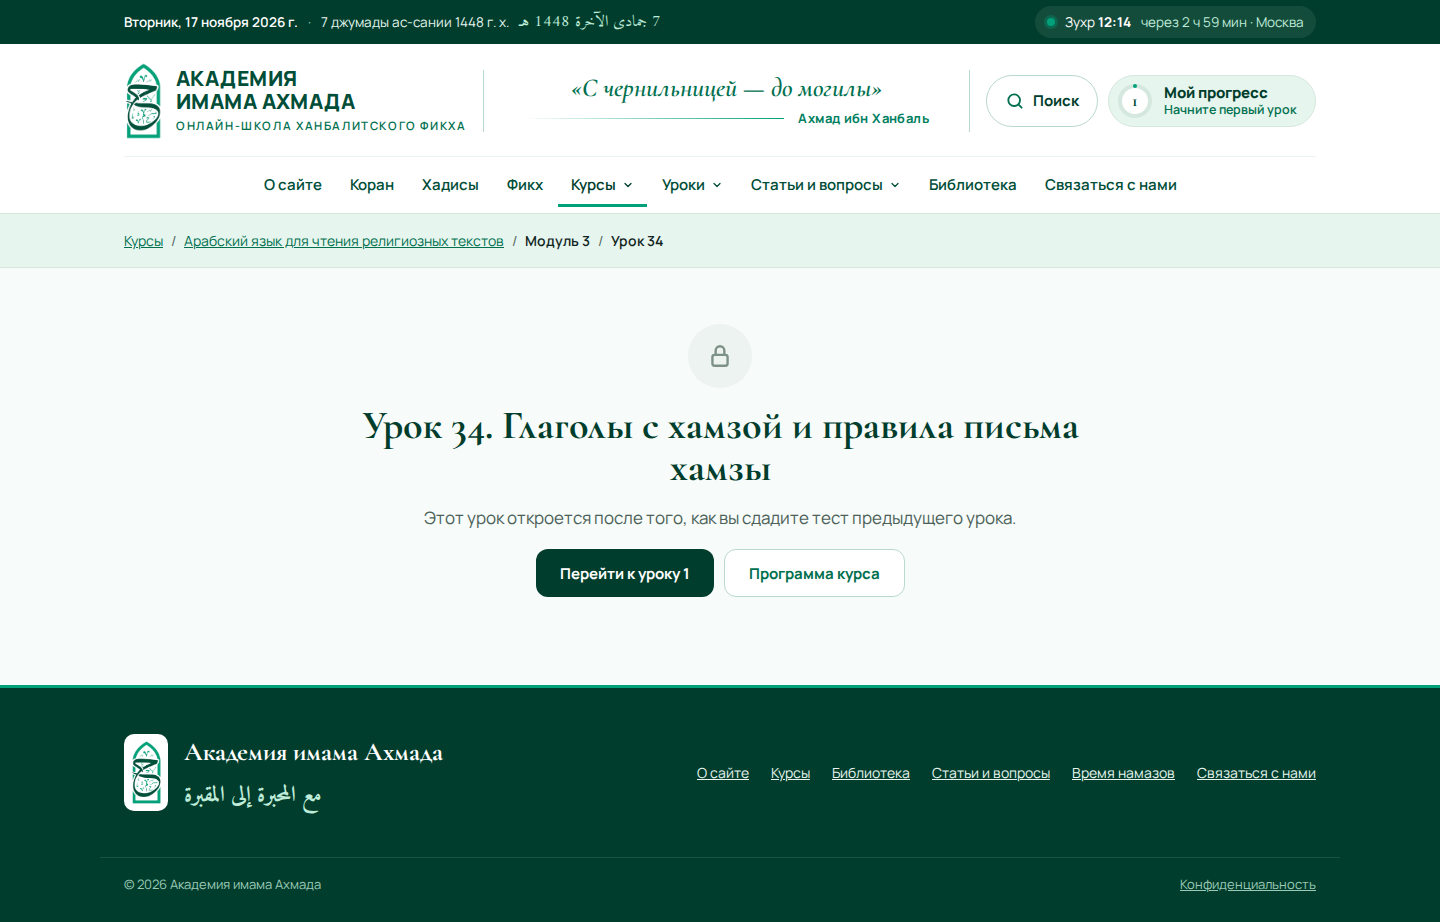 Вторник, 17 ноября 2026 г. · 7 джумады ас-сании 1448 г. х. 7 جمادى الآخرة 1448 هـ
Зухр 12:14 через 2 ч 59 мин · Москва
АКАДЕМИЯ
ИМАМА АХМАДА
ОНЛАЙН-ШКОЛА ХАНБАЛИТСКОГО ФИКХА
«С чернильницей — до могилы»
Ахмад ибн Ханбаль
Поиск
1
Мой прогресс
Начните первый урок
О сайте Коран Хадисы Фикх Курсы Уроки Статьи и вопросы Библиотека Связаться с нами
Курсы / Арабский язык для чтения религиозных текстов / Модуль 3 / Урок 34
Урок 34. Глаголы с хамзой и правила письма
хамзы
Этот урок откроется после того, как вы сдадите тест предыдущего урока.
Перейти к уроку 1
Программа курса
Академия имама Ахмада
مع المحبرة إلى المقبرة
О сайте Курсы Библиотека Статьи и вопросы Время намазов Связаться с нами
© 2026 Академия имама Ахмада
Конфиденциальность